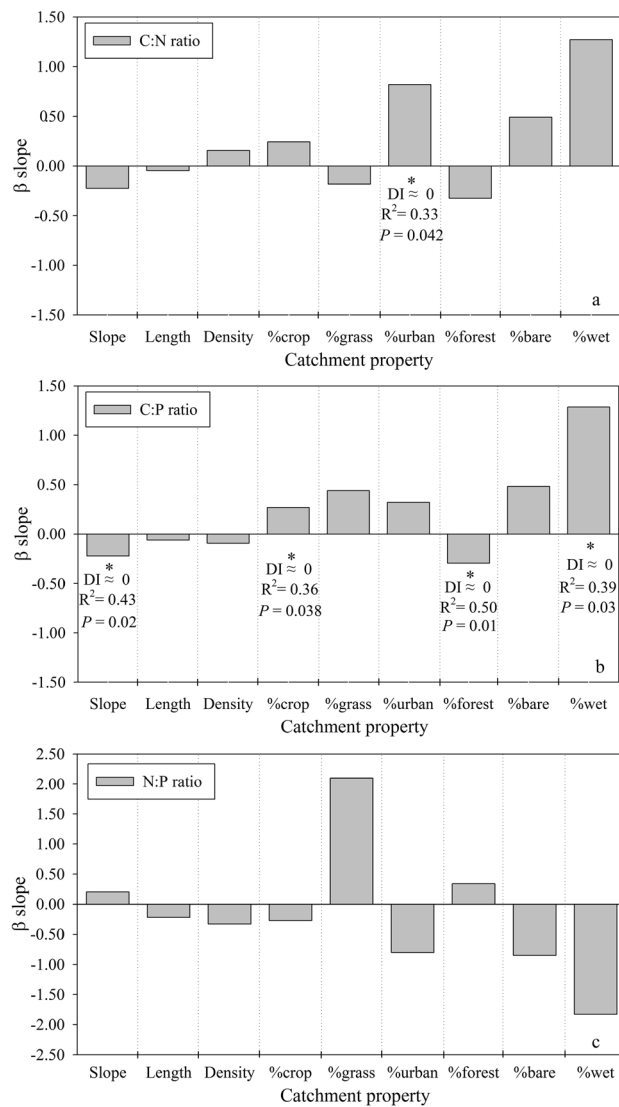 1.50
C:N ratio
1.00
0.50
β slope
0.00
*
DI ≈ 0
-0.50
R²= 0.33
P = 0.042
-1.00
a
-1.50
Slope Length Density %crop %grass %urban %forest %bare %wet
Catchment property
1.50
C:P ratio
1.00
0.50
β slope
0.00
* * * *
DI ≈ 0 DI ≈ 0 DI ≈ 0 DI ≈ 0
-0.50
R²= 0.43 R²= 0.36 R²= 0.50 R²= 0.39
P = 0.02 P = 0.038 P = 0.01 P = 0.03
-1.00
b
-1.50
Slope Length Density %crop %grass %urban %forest %bare %wet
Catchment property
2.50
N:P ratio
2.00
1.50
1.00
0.50
β slope
0.00
-0.50
-1.00
-1.50
-2.00
c
-2.50
Slope Length Density %crop %grass %urban %forest %bare %wet
Catchment property